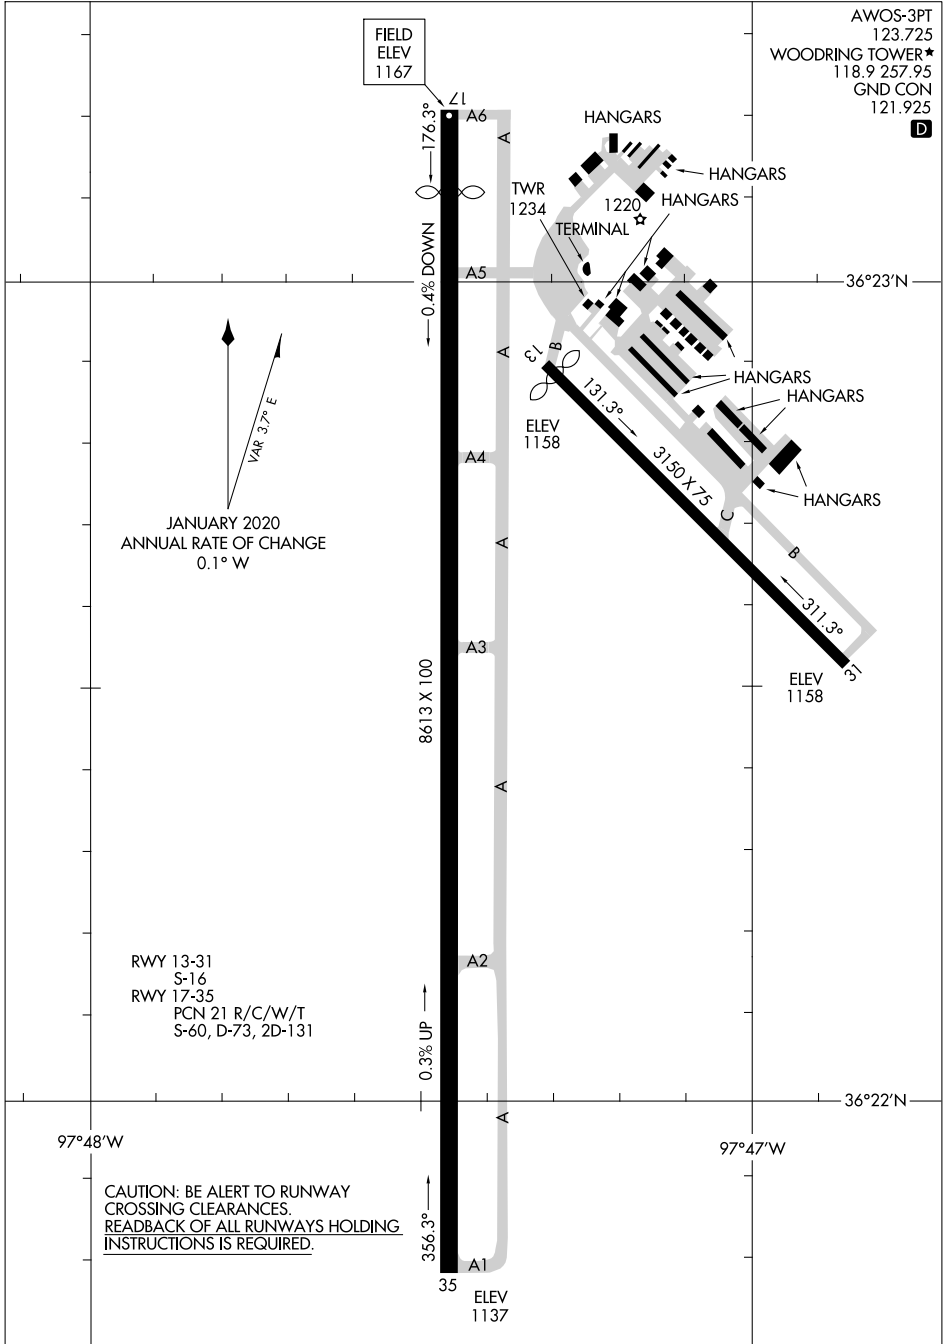 AWOS-3PT
123.725
WOODRING TOWER★
118.9 257.95
GND CON
121.925
D
FIELD
ELEV
1167
17
A6
176.3°
A
HANGARS
HANGARS
TWR
1234
1220
HANGARS
TERMINAL
0.4% DOWN
A5
36°23'N
B
A
13
HANGARS
HANGARS
131.3°
ELEV
1158
VAR 3.7° E
A4
3150 X 75
HANGARS
C
JANUARY 2020
ANNUAL RATE OF CHANGE
0.1° W
A
B
311.3°
A3
31
ELEV
1158
8613 X 100
A
RWY 13-31
S-16
RWY 17-35
PCN 21 R/C/W/T
S-60, D-73, 2D-131
A2
0.3% UP
36°22'N
A
97°48'W
97°47'W
CAUTION: BE ALERT TO RUNWAY
CROSSING CLEARANCES.
READBACK OF ALL RUNWAYS HOLDING
INSTRUCTIONS IS REQUIRED.
356.3°
A1
35
ELEV
1137